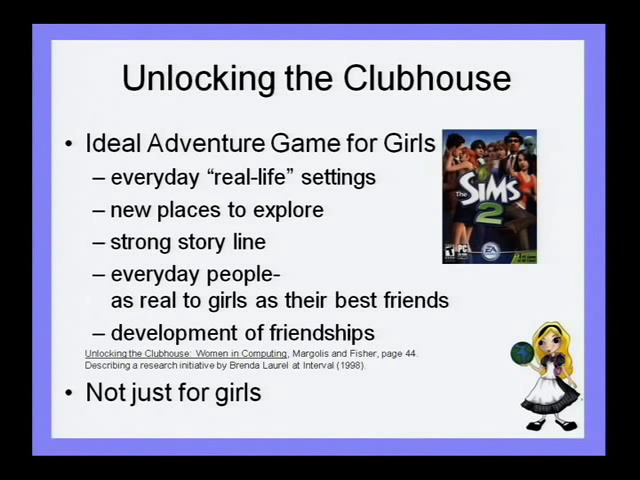 Unlocking the Clubhouse
• Ideal Adventure Game for Girls
– everyday “real-life” settings
– new places to explore
– strong story line
– everyday people-
as real to girls as their best friends
– development of friendships
Unlocking the Clubhouse: Women in Computing, Margolis and Fisher, page 44.
Describing a research initiative by Brenda Laurel at Interval (1998).
• Not just for girls
The
SIMS
2
PC
EA